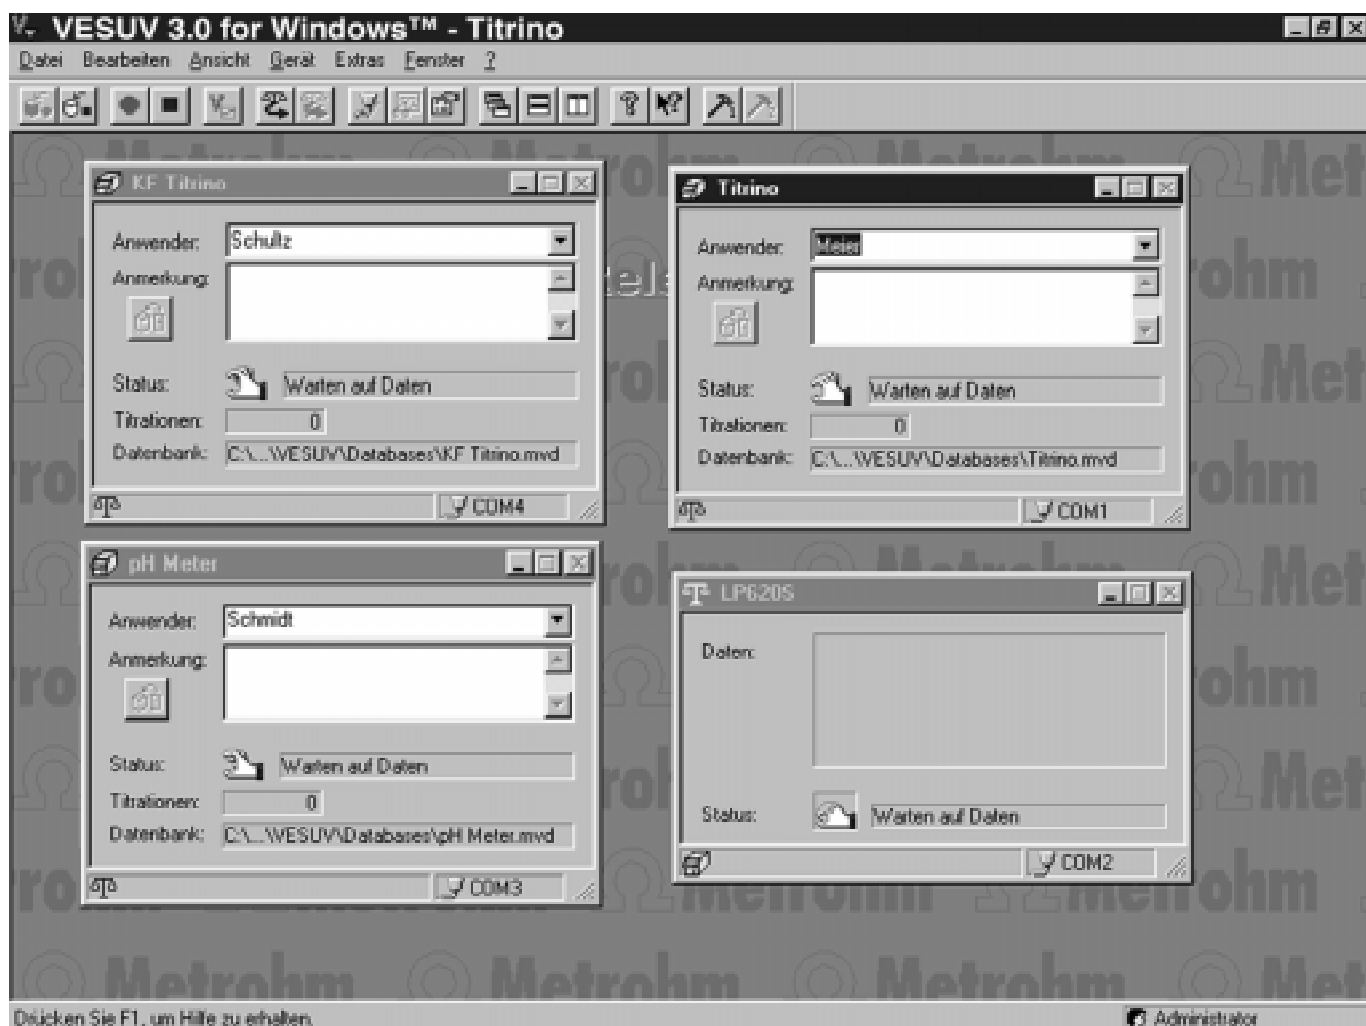 VESUV 3.0 for Windows™ - Titrino
Datei Bearbeiten Ansicht Gerät Extras Fenster ?
KF Titrino
Anwender: Schultz
Anmerkung:
Status: Warten auf Daten
Titrationen: 0
Datenbank: C:\...\VESUV\Databases\KF Titrino.mvd
COM4
Titrino
Anwender: Meier
Anmerkung:
Status: Warten auf Daten
Titrationen: 0
Datenbank: C:\...\VESUV\Databases\Titrino.mvd
COM1
pH Meter
Anwender: Schmidt
Anmerkung:
Status: Warten auf Daten
Titrationen: 0
Datenbank: C:\...\VESUV\Databases\pH Meter.mvd
COM3
LP620S
Daten:
Status: Warten auf Daten
COM2
Metrohm Metrohm Metrohm
Drücken Sie F1, um Hilfe zu erhalten. Administrator